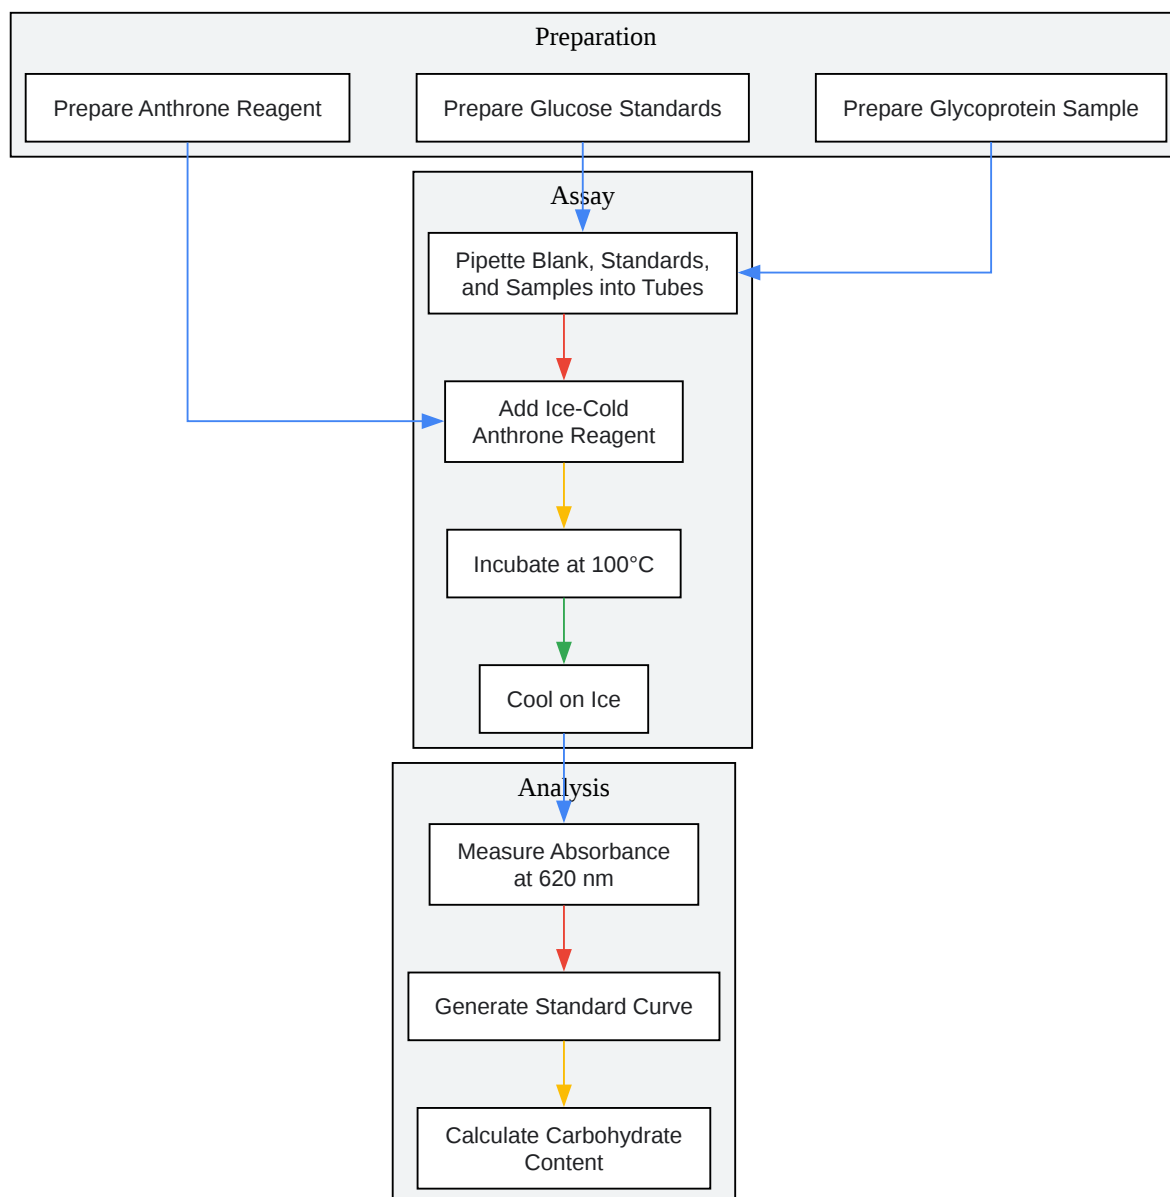 Preparation
Prepare Anthrone Reagent
Prepare Glucose Standards
Prepare Glycoprotein Sample
Assay
Pipette Blank, Standards,
and Samples into Tubes
Add Ice-Cold
Anthrone Reagent
Incubate at 100°C
Cool on Ice
Analysis
Measure Absorbance
at 620 nm
Generate Standard Curve
Calculate Carbohydrate
Content